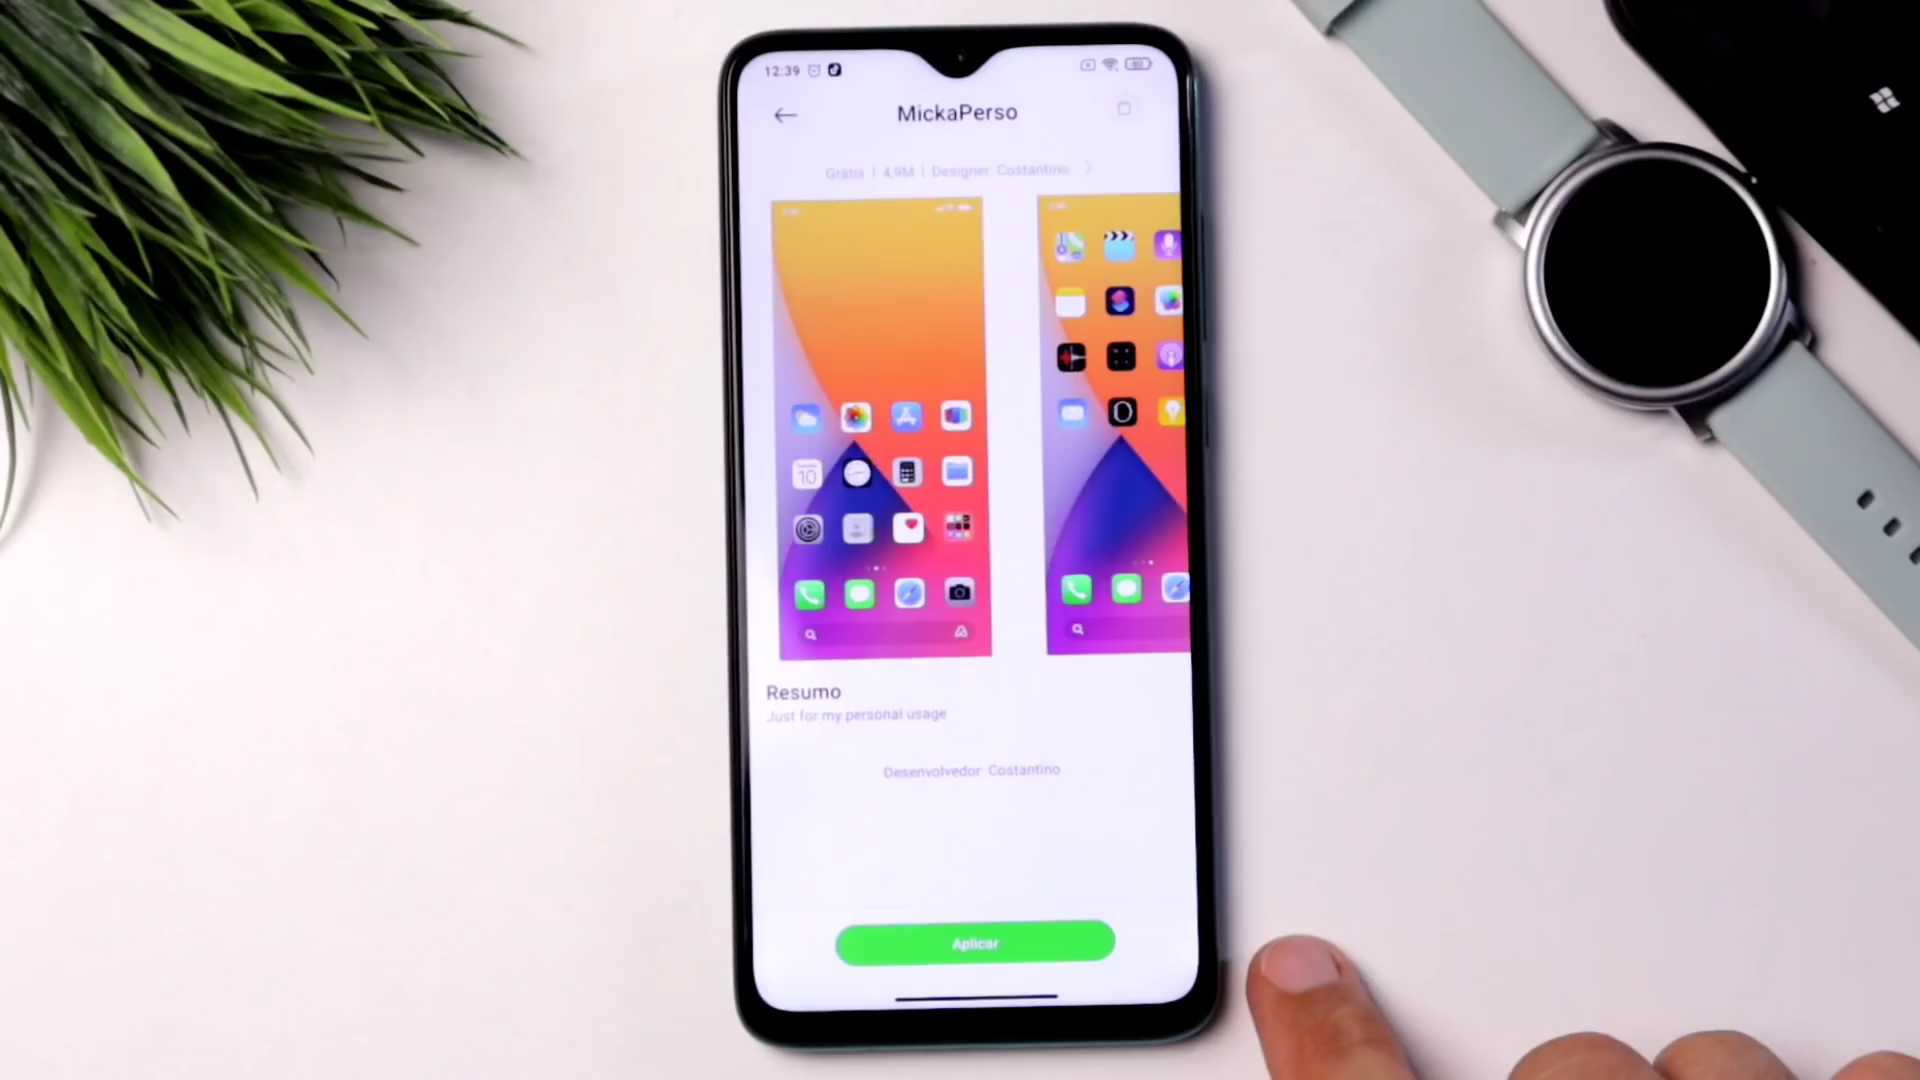 12:39
MickaPerso
Grátis | 4,9M | Designer: Costantino
10
Resumo
Just for my personal usage
Desenvolvedor: Costantino
Aplicar